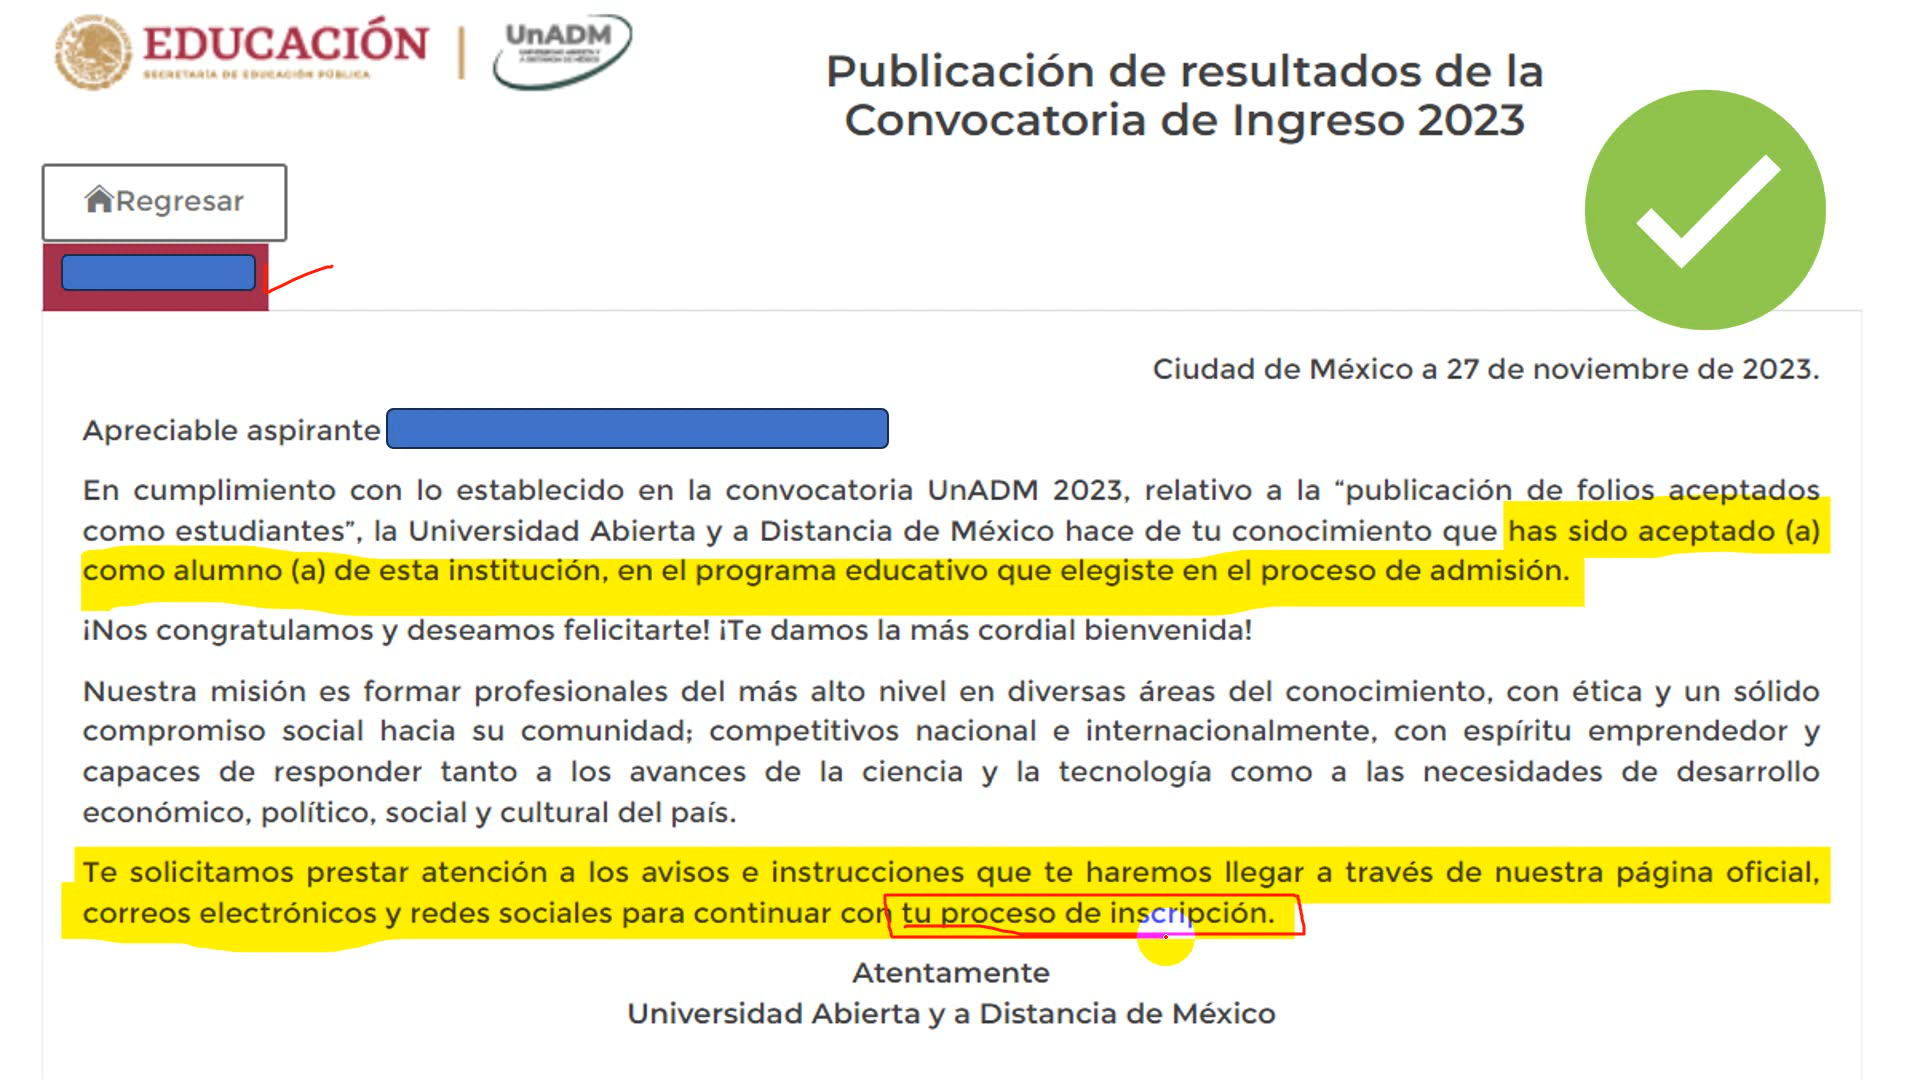 EDUCACIÓN
SECRETARÍA DE EDUCACIÓN PÚBLICA
UnADM
UNIVERSIDAD ABIERTA Y
A DISTANCIA DE MÉXICO
Publicación de resultados de la
Convocatoria de Ingreso 2023
Regresar
Ciudad de México a 27 de noviembre de 2023.
Apreciable aspirante
En cumplimiento con lo establecido en la convocatoria UnADM 2023, relativo a la “publicación de folios aceptados
como estudiantes”, la Universidad Abierta y a Distancia de México hace de tu conocimiento que has sido aceptado (a)
como alumno (a) de esta institución, en el programa educativo que elegiste en el proceso de admisión.
¡Nos congratulamos y deseamos felicitarte! ¡Te damos la más cordial bienvenida!
Nuestra misión es formar profesionales del más alto nivel en diversas áreas del conocimiento, con ética y un sólido
compromiso social hacia su comunidad; competitivos nacional e internacionalmente, con espíritu emprendedor y
capaces de responder tanto a los avances de la ciencia y la tecnología como a las necesidades de desarrollo
económico, político, social y cultural del país.
Te solicitamos prestar atención a los avisos e instrucciones que te haremos llegar a través de nuestra página oficial,
correos electrónicos y redes sociales para continuar con tu proceso de inscripción.
Atentamente
Universidad Abierta y a Distancia de México